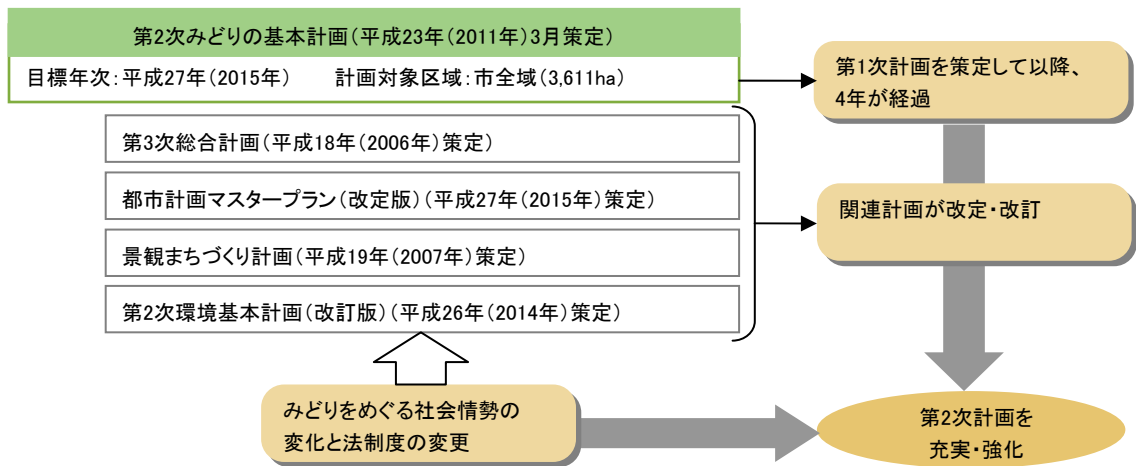 第2次みどりの基本計画(平成23年(2011年)3月策定)
目標年次:平成27年(2015年)　計画対象区域:市全域(3,611ha)
第1次計画を策定して以降、
4年が経過
第3次総合計画(平成18年(2006年)策定)
都市計画マスタープラン(改定版)(平成27年(2015年)策定)
関連計画が改定・改訂
景観まちづくり計画(平成19年(2007年)策定)
第2次環境基本計画(改訂版)(平成26年(2014年)策定)
みどりをめぐる社会情勢の
変化と法制度の変更
第2次計画を
充実・強化